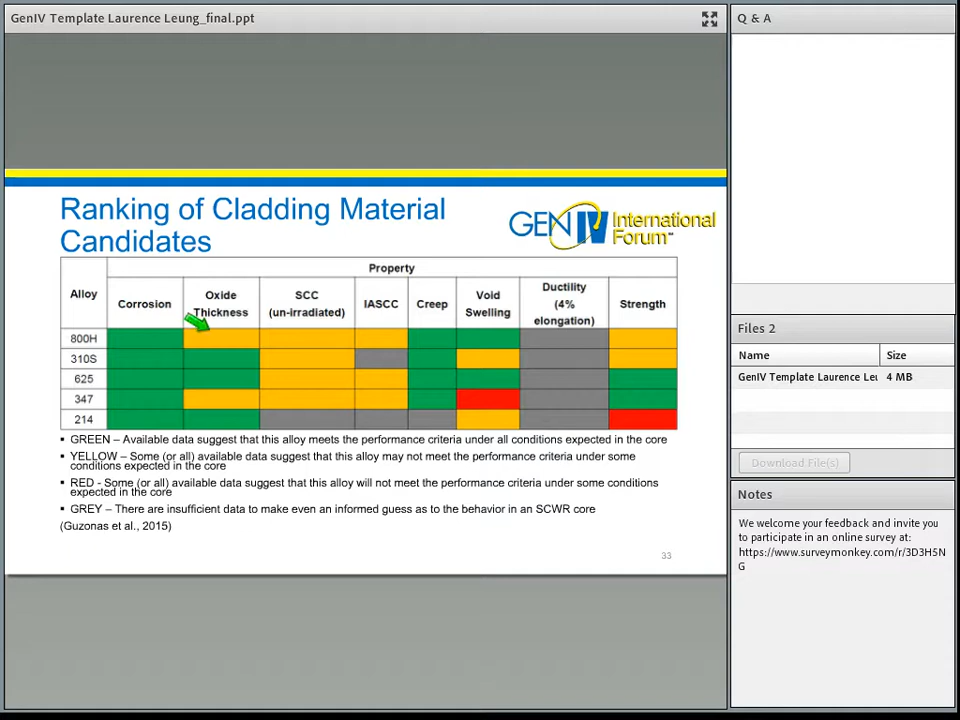 GenIV Template Laurence Leung_final.ppt
Ranking of Cladding Material
Candidates
GEN IV International
Forum™
Property
Alloy
Corrosion
Oxide
Thickness
SCC
(un-irradiated)
IASCC
Creep
Void
Swelling
Ductility
(4%
elongation)
Strength
800H
310S
625
347
214
▪ GREEN – Available data suggest that this alloy meets the performance criteria under all conditions expected in the core
▪ YELLOW – Some (or all) available data suggest that this alloy may not meet the performance criteria under some
conditions expected in the core
▪ RED - Some (or all) available data suggest that this alloy will not meet the performance criteria under some conditions
expected in the core
▪ GREY – There are insufficient data to make even an informed guess as to the behavior in an SCWR core
(Guzonas et al., 2015)
33
Q & A
Files 2
Name Size
GenIV Template Laurence Leu 4 MB
Download File(s)
Notes
We welcome your feedback and invite you
to participate in an online survey at:
https://www.surveymonkey.com/r/3D3H5N
G